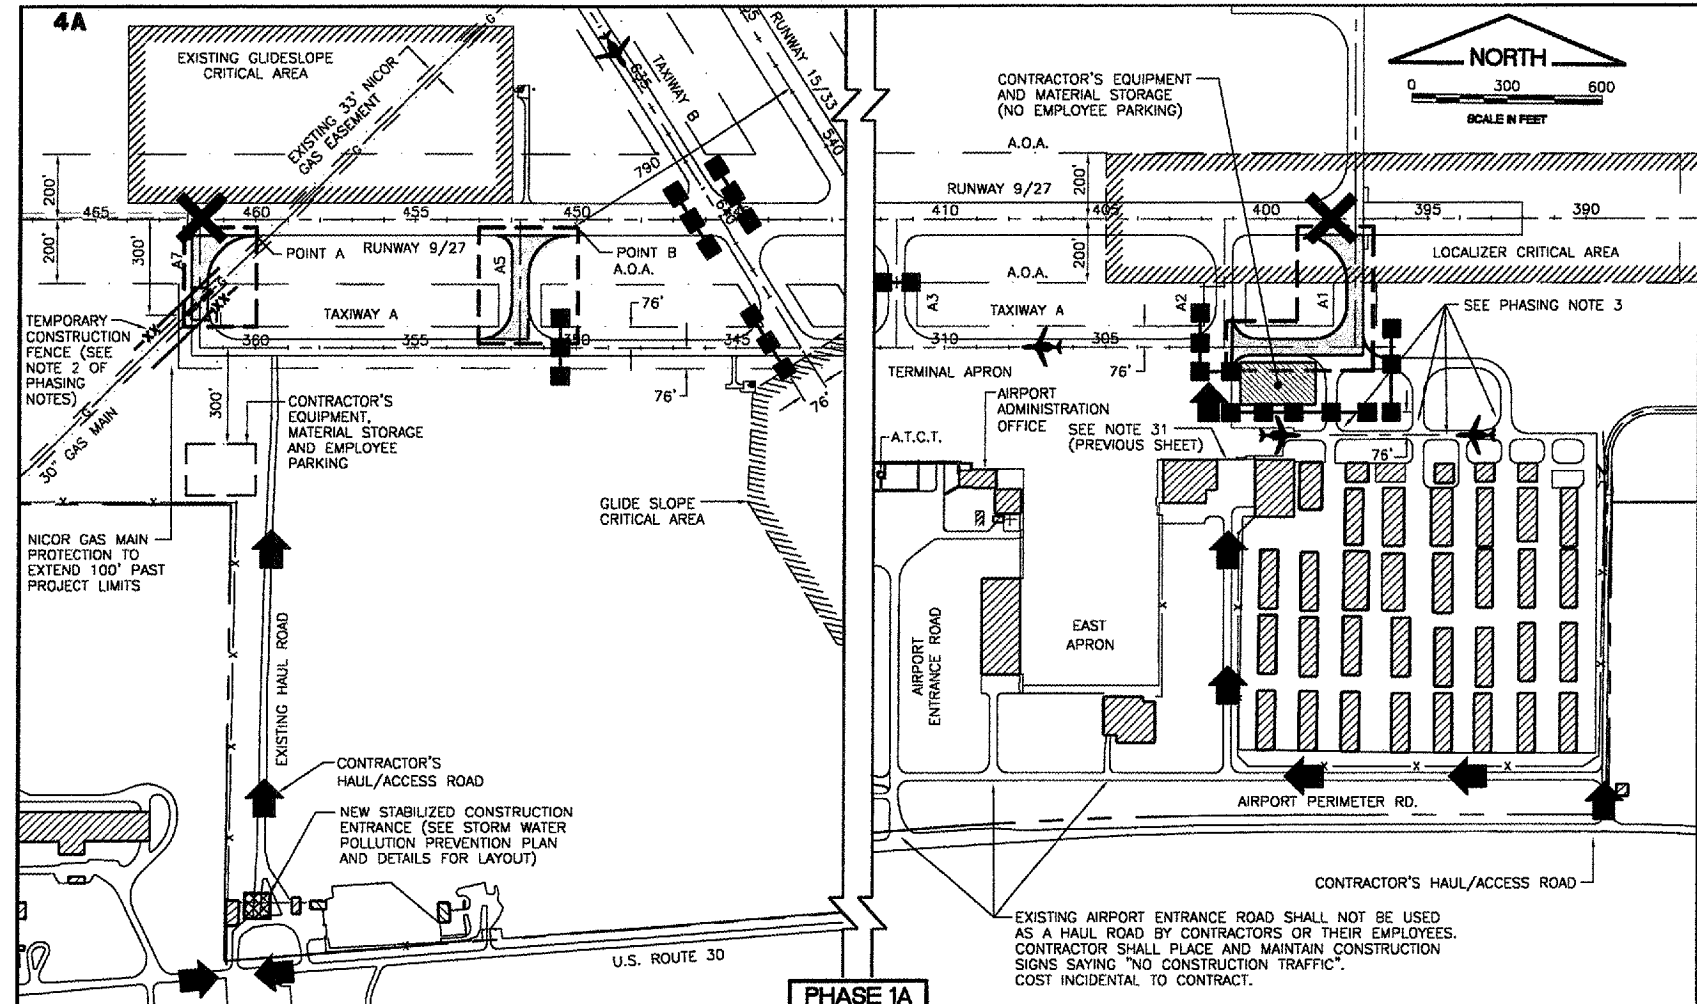 4A
EXISTING GLIDESLOPE
CRITICAL AREA
EXISTING 33' NICOR
GAS EASEMENT
G
G
G
G
635
TAXIWAY B
RUNWAY 15/33
540
790
200'
200'
300'
465
460
455
450
A7
POINT A
RUNWAY 9/27
A5
POINT B
A.O.A.
TAXIWAY A
76'
360
355
345
76'
76'
TEMPORARY
CONSTRUCTION
FENCE (SEE
NOTE 2 OF
PHASING
NOTES)
30" GAS MAIN
300'
CONTRACTOR'S
EQUIPMENT,
MATERIAL STORAGE
AND EMPLOYEE
PARKING
GLIDE SLOPE
CRITICAL AREA
NICOR GAS MAIN
PROTECTION TO
EXTEND 100' PAST
PROJECT LIMITS
EXISTING HAUL ROAD
CONTRACTOR'S
HAUL/ACCESS ROAD
NEW STABILIZED CONSTRUCTION
ENTRANCE (SEE STORM WATER
POLLUTION PREVENTION PLAN
AND DETAILS FOR LAYOUT)
U.S. ROUTE 30
PHASE 1A
NORTH
0 300 600
SCALE IN FEET
CONTRACTOR'S EQUIPMENT
AND MATERIAL STORAGE
(NO EMPLOYEE PARKING)
A.O.A.
RUNWAY 9/27
200'
200'
410
405
400
395
390
LOCALIZER CRITICAL AREA
A.O.A.
A3
TAXIWAY A
A2
A1
SEE PHASING NOTE 3
310
305
TERMINAL APRON
76'
AIRPORT
ADMINISTRATION
OFFICE
SEE NOTE 31
(PREVIOUS SHEET)
A.T.C.T.
76'
AIRPORT
ENTRANCE ROAD
EAST
APRON
AIRPORT PERIMETER RD.
CONTRACTOR'S HAUL/ACCESS ROAD
EXISTING AIRPORT ENTRANCE ROAD SHALL NOT BE USED
AS A HAUL ROAD BY CONTRACTORS OR THEIR EMPLOYEES.
CONTRACTOR SHALL PLACE AND MAINTAIN CONSTRUCTION
SIGNS SAYING "NO CONSTRUCTION TRAFFIC".
COST INCIDENTAL TO CONTRACT.